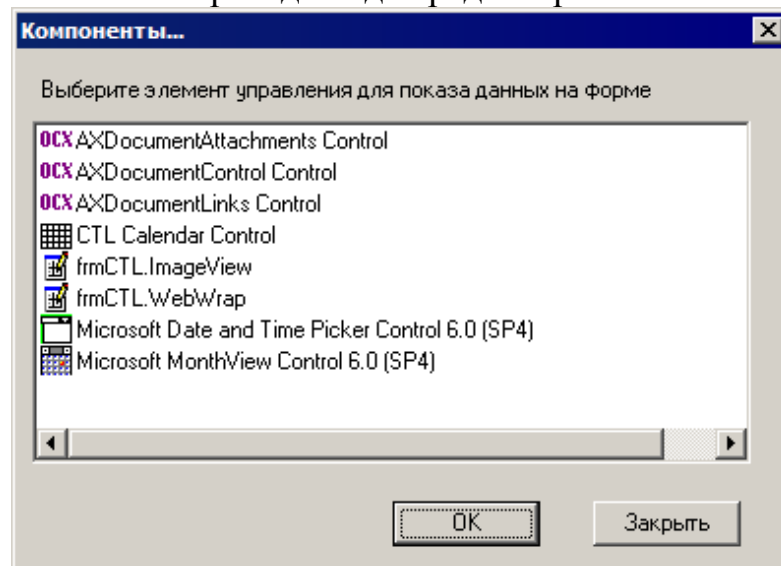 Компоненты...
Выберите элемент управления для показа данных на форме
OCX AXDocumentAttachments Control
OCX AXDocumentControl Control
OCX AXDocumentLinks Control
CTL Calendar Control
frmCTL.ImageView
frmCTL.WebWrap
Microsoft Date and Time Picker Control 6.0 (SP4)
Microsoft MonthView Control 6.0 (SP4)
OK Закрыть